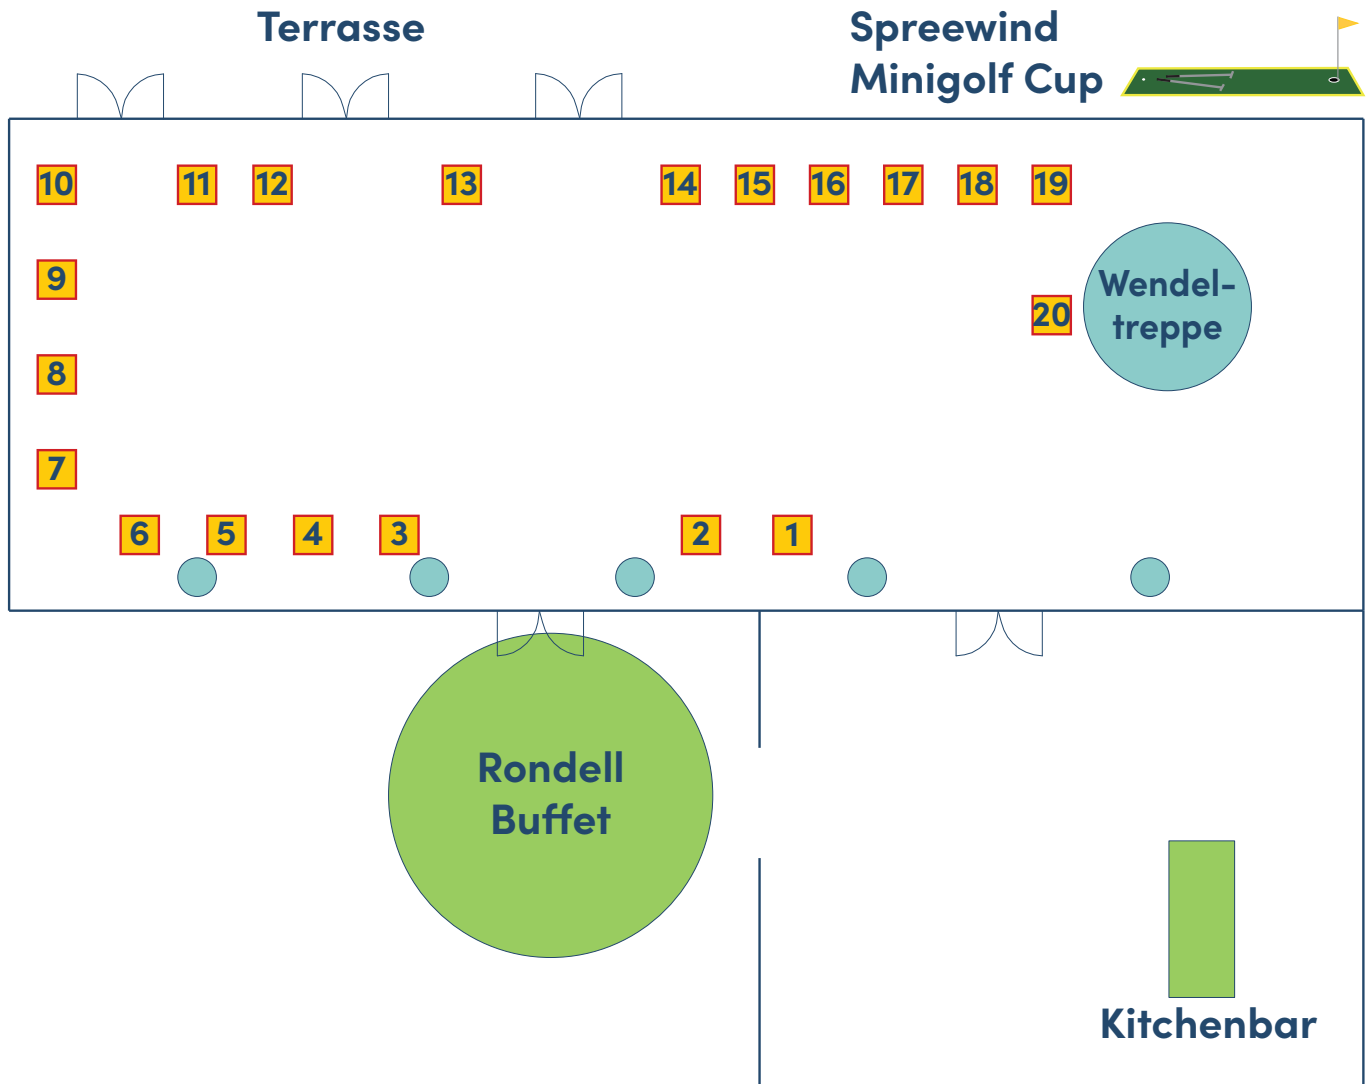 Terrasse
Spreewind
Minigolf Cup
10 11 12 13 14 15 16 17 18 19
9
Wendel-
treppe
20
8
7
6 5 4 3 2 1
Rondell
Buffet
Kitchenbar